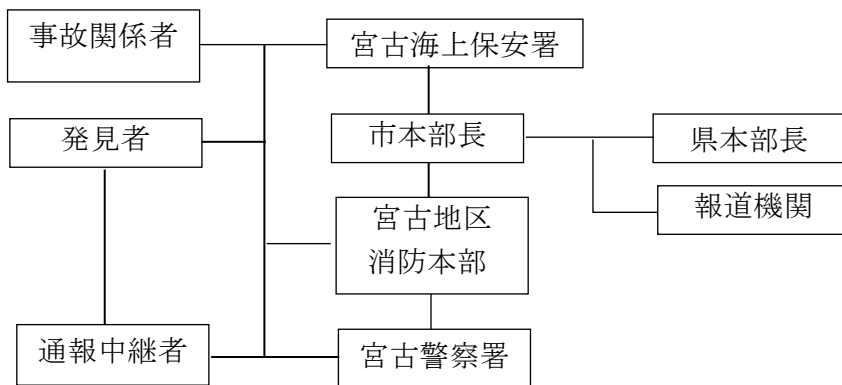 事故関係者
宮古海上保安署
発見者
市本部長
県本部長
報道機関
宮古地区
消防本部
通報中継者
宮古警察署